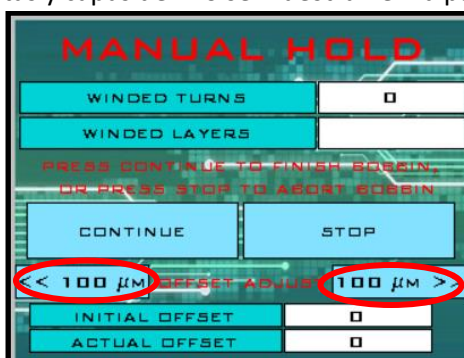 MANUAL HOLD
WINDED TURNS 0
WINDED LAYERS
PRESS CONTINUE TO FINISH BOBBIN,
OR PRESS STOP TO ABORT BOBBIN
CONTINUE STOP
<< 100 µM OFFSET ADJUS 100 µM >>
INITIAL OFFSET 0
ACTUAL OFFSET 0